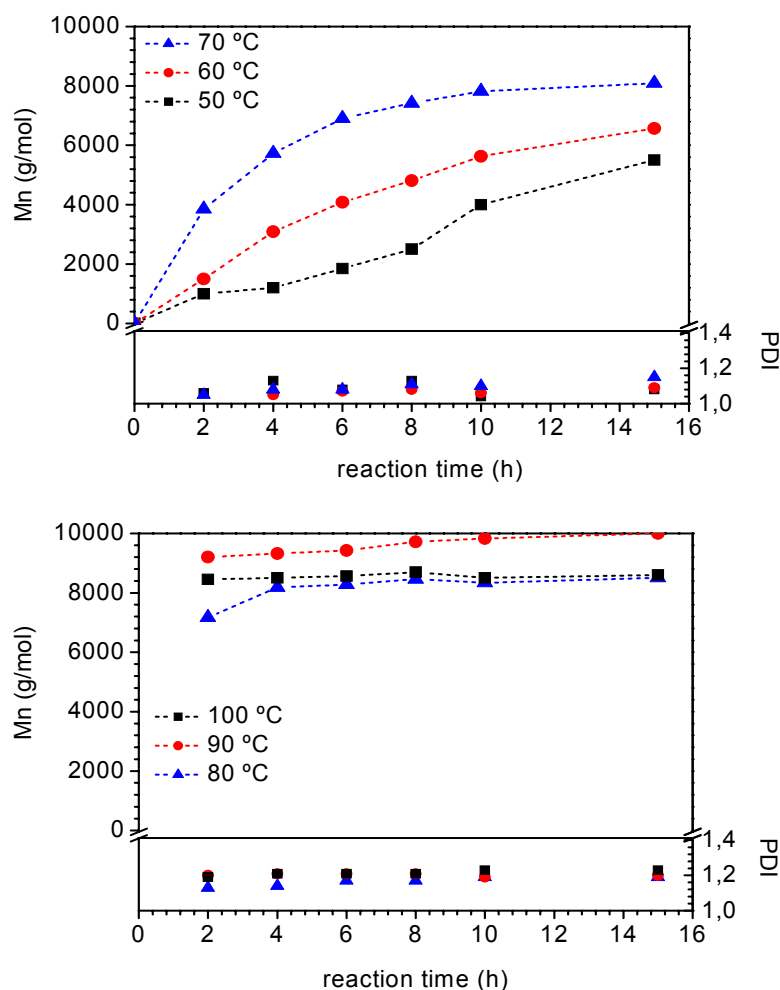 10000
8000
6000
4000
2000
0
Mn (g/mol)
70 ºC
60 ºC
50 ºC
1,4
1,2
1,0
PDI
0 2 4 6 8 10 12 14 16
reaction time (h)
10000
8000
6000
4000
2000
0
Mn (g/mol)
100 ºC
90 ºC
80 ºC
1,4
1,2
1,0
PDI
0 2 4 6 8 10 12 14 16
reaction time (h)